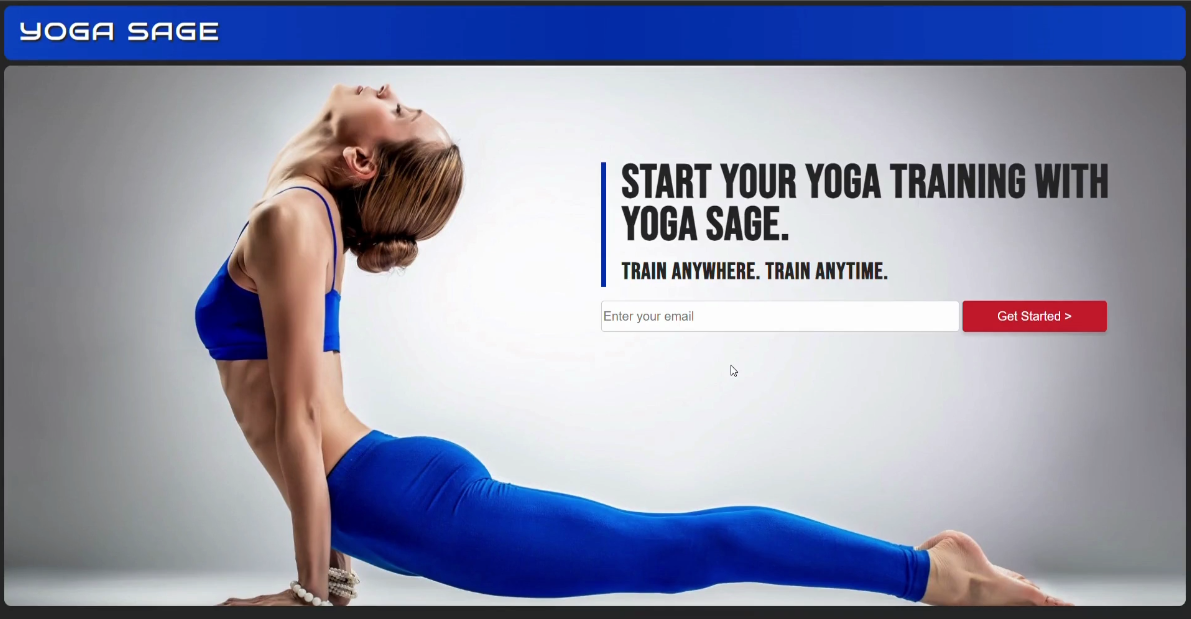 YOGA SAGE
START YOUR YOGA TRAINING WITH
YOGA SAGE.
TRAIN ANYWHERE. TRAIN ANYTIME.
Enter your email
Get Started >